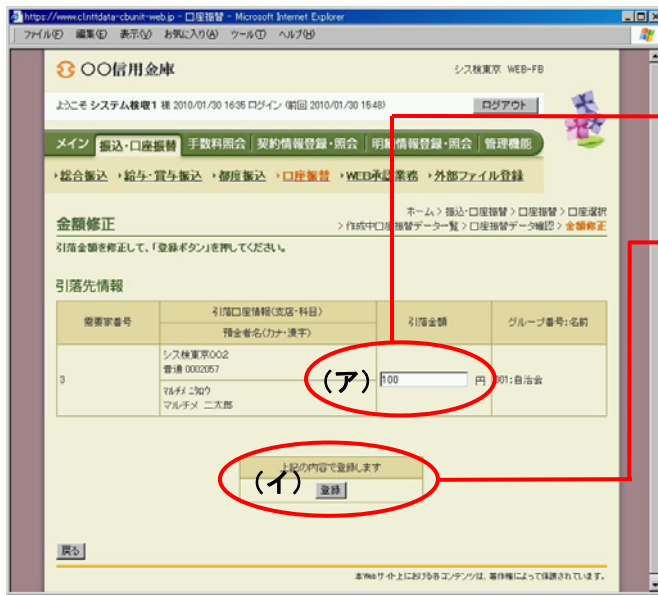 https://www.cl.nttdata-cbunit-web.jp - 口座振替 - Microsoft Internet Explorer
ファイル(F) 編集(E) 表示(V) お気に入り(A) ツール(T) ヘルプ(H)
〇〇信用金庫
シス検東京 WEB-FB
ようこそ システム検収1 様 2010/01/30 16:35 ログイン (前回 2010/01/30 15:48)
ログアウト
メイン 振込・口座振替 手数料照会 契約情報登録・照会 明細情報登録・照会 管理機能
総合振込 給与・賞与振込 都度振込 口座振替 WEB承認業務 外部ファイル登録
ホーム > 振込・口座振替 > 口座振替 > 口座選択
金額修正
> 作成中口座振替データ一覧 > 口座振替データ確認 > 金額修正
引落金額を修正して、「登録ボタン」を押してください。
引落先情報
需要家番号 引落口座情報(支店・科目) 引落金額 グループ番号:名前
預金者名(カナ・漢字)
シス検東京002
普通 0002057
3 (ア) 100 円 001:自治会
マルチメ ニタロウ
マルチメ 二太郎
上記の内容で登録します
(イ) 登録
戻る
本Webサイト上におけるコンテンツは、著作権によって保護されています。